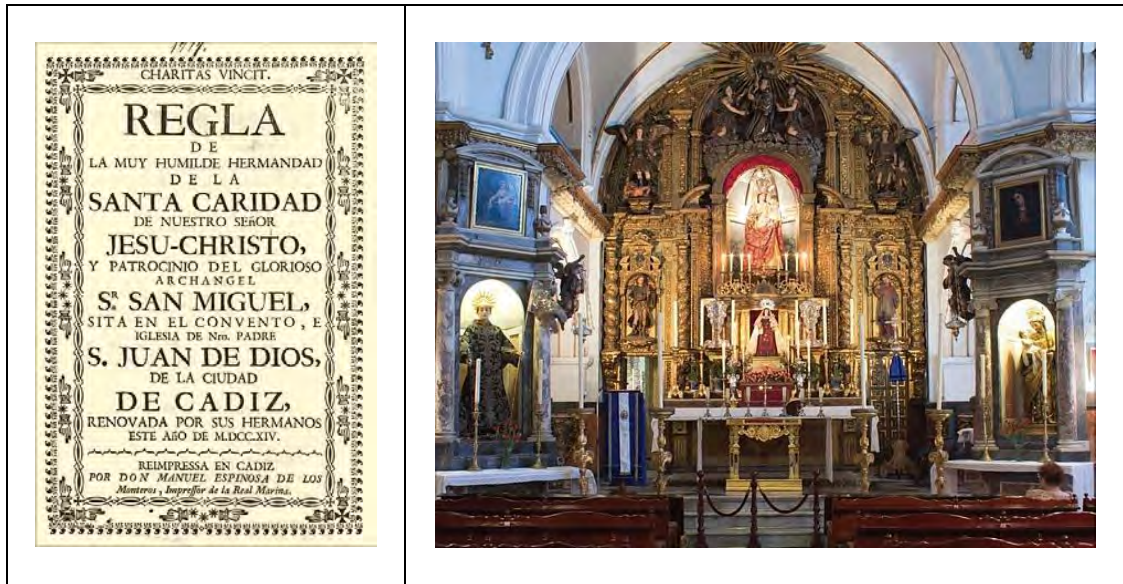 CHARITAS VINCIT.
REGLA
DE
LA MUY HUMILDE HERMANDAD
DE LA
SANTA CARIDAD
DE NUESTRO SEñOR
JESU-CHRISTO,
Y PATROCINIO DEL GLORIOSO
ARCHANGEL
SR. SAN MIGUEL,
SITA EN EL CONVENTO, E
IGLESIA DE Nro. PADRE
S. JUAN DE DIOS,
DE LA CIUDAD
DE CADIZ,
RENOVADA POR SUS HERMANOS
ESTE AñO DE M.DCC.XIV.
REIMPRESSA EN CADIZ
POR DON MANUEL ESPINOSA DE LOS
Monteros, Impressor de la Real Marina.